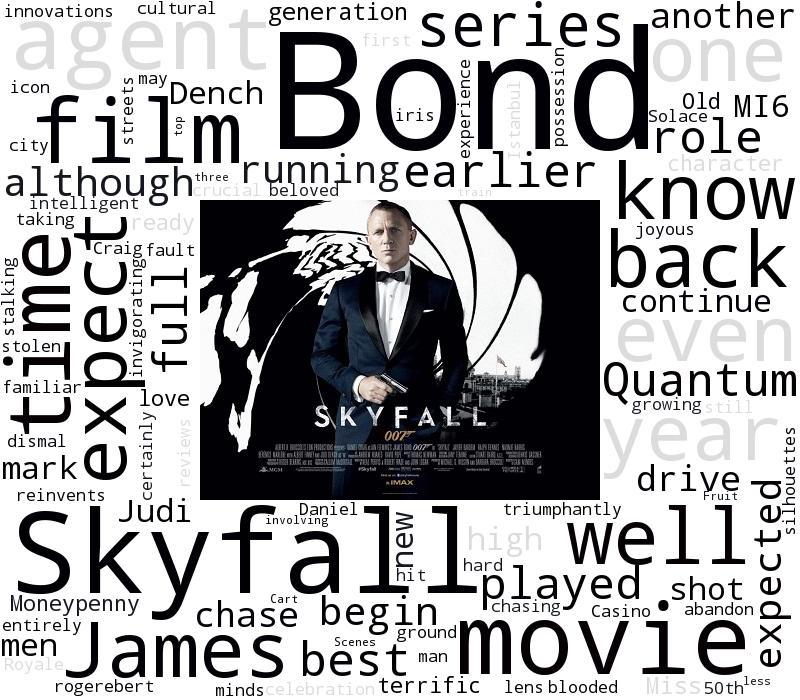 innovations cultural generation series another
agent first Bond one
icon streets may Dench iris experience Istanbul possession Old MI6
film top Solace role
city character
although three running earlier know
crucial beloved train
intelligent
taking ready joyous
time expect Craig fault back
stalking invigorating full continue
stolen even
familiar love Quantum
certainly reviews growing still
dismal year
mark drive silhouettes
reinvents Judi Fruit expected
SKYFALL
007
#Skyfall
IMAX
MGM
Skyfall Daniel involving new triumphantly well
high
hit hard played shot
Moneypenny Cart chasing Casino abandon
chase begin
entirely men James Scenes ground movie
best man
Royale
rogerebert minds celebration terrific lens blooded Miss 50th less